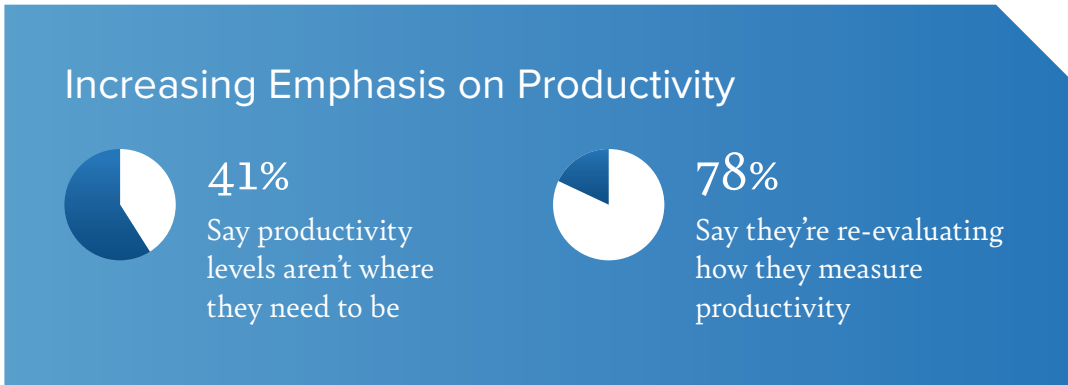 Increasing Emphasis on Productivity
41%
Say productivity
levels aren’t where
they need to be
78%
Say they’re re-evaluating
how they measure
productivity